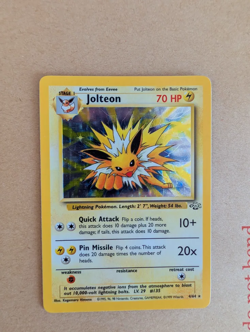 STAGE 1
Evolves from Eevee
Put Jolteon on the Basic Pokémon
Jolteon
70 HP
Lightning Pokémon. Length: 2' 7", Weight: 54 lbs.
Quick Attack Flip a coin. If heads,
this attack does 10 damage plus 20 more
damage; if tails, this attack does 10 damage.
10+
Pin Missile Flip 4 coins. This attack
does 20 damage times the number of
heads.
20x
weakness
resistance
retreat cost
It accumulates negative ions from the atmosphere to blast
out 10,000-volt lightning bolts. LV. 29 #135